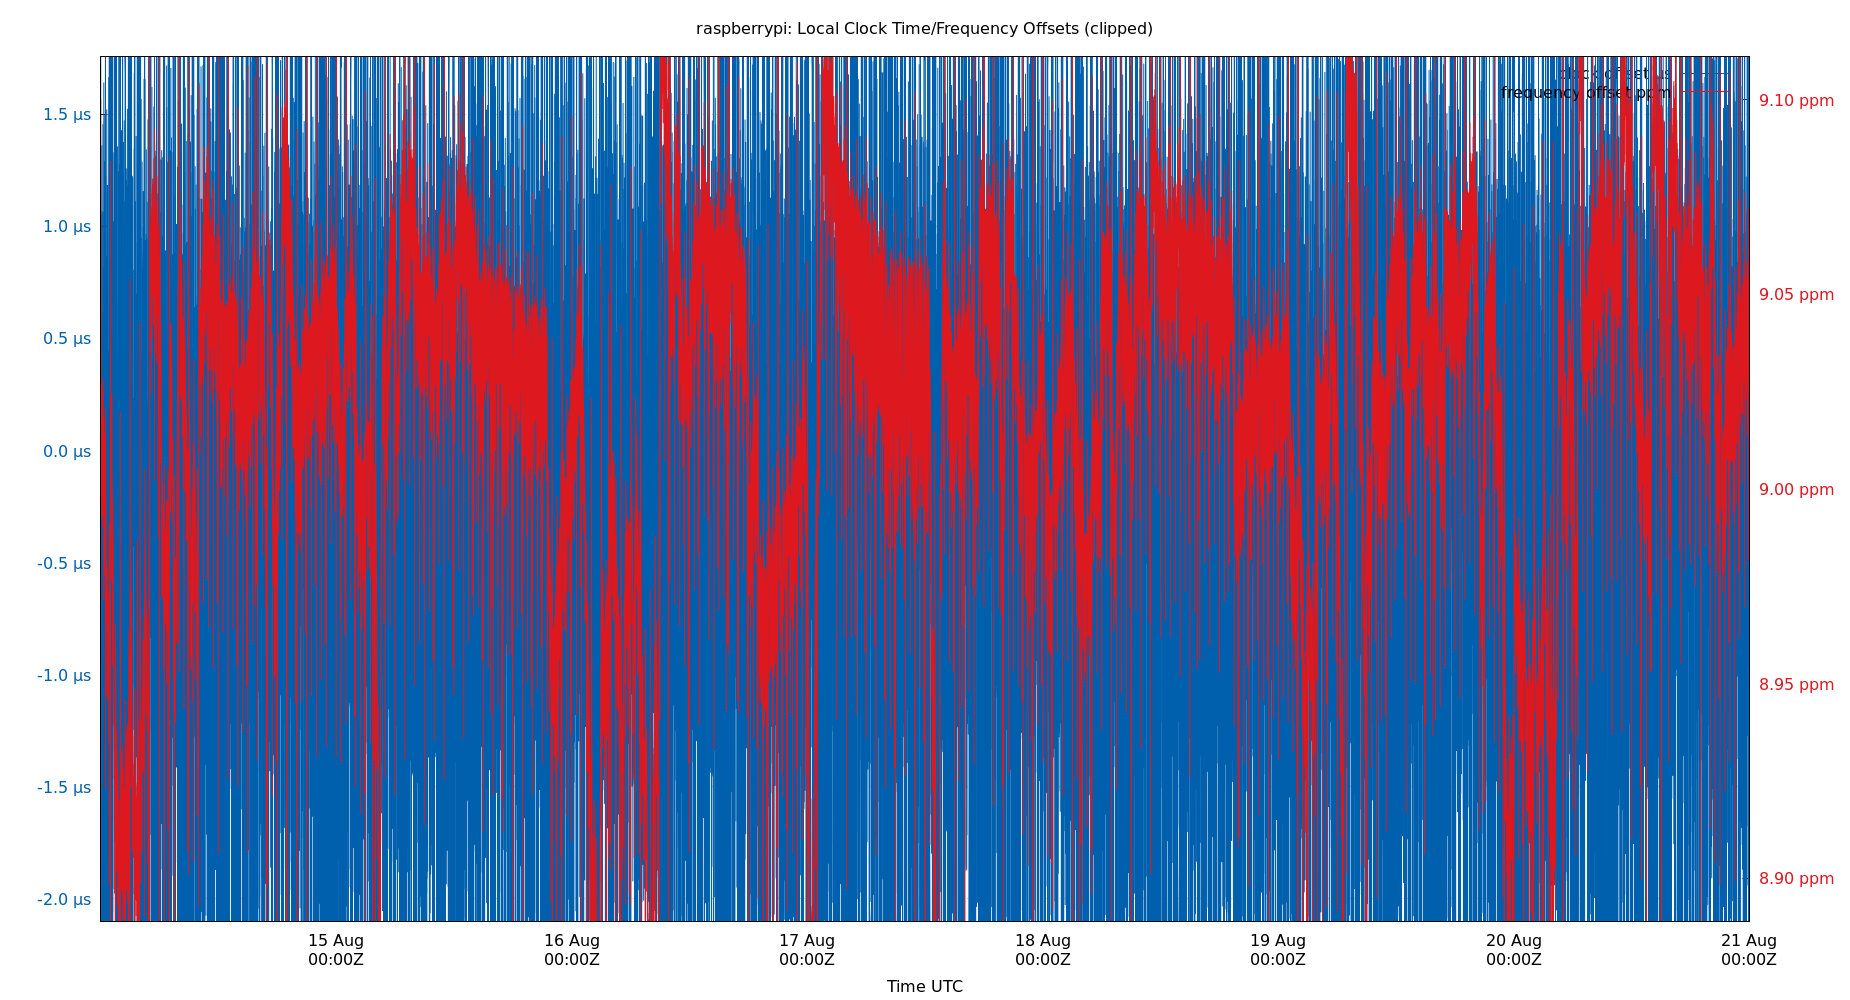 raspberrypi: Local Clock Time/Frequency Offsets (clipped)
clock offset µs
frequency offset ppm
1.5 µs
1.0 µs
0.5 µs
0.0 µs
-0.5 µs
-1.0 µs
-1.5 µs
-2.0 µs
9.10 ppm
9.05 ppm
9.00 ppm
8.95 ppm
8.90 ppm
15 Aug
00:00Z
16 Aug
00:00Z
17 Aug
00:00Z
18 Aug
00:00Z
19 Aug
00:00Z
20 Aug
00:00Z
21 Aug
00:00Z
Time UTC